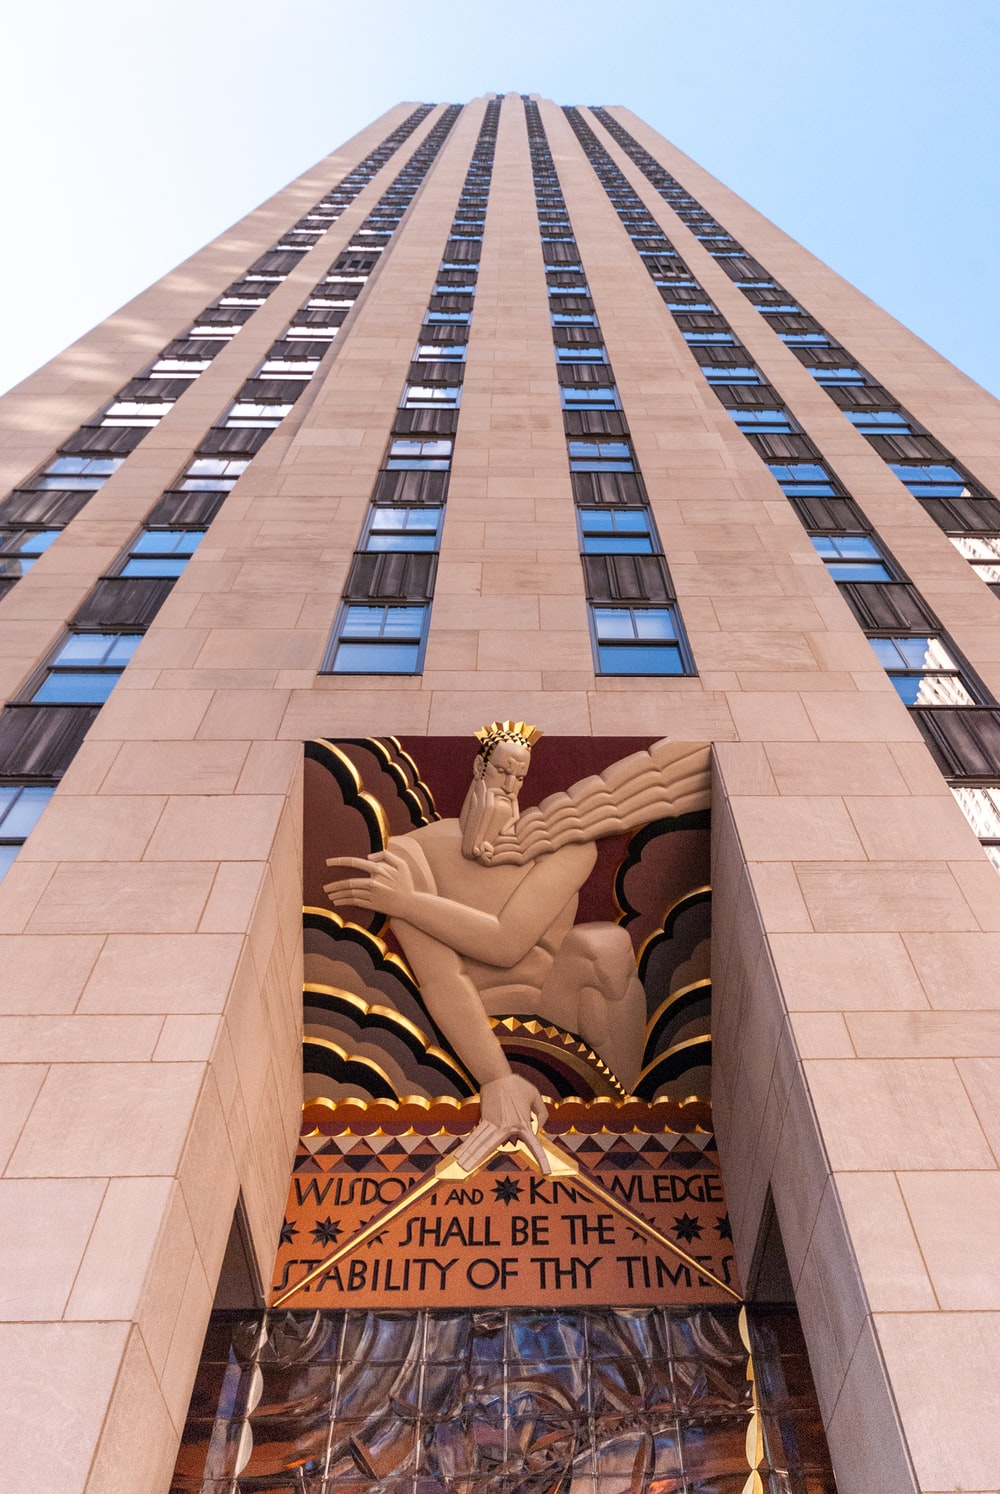 WISDOM AND KNOWLEDGE
SHALL BE THE
STABILITY OF THY TIMES